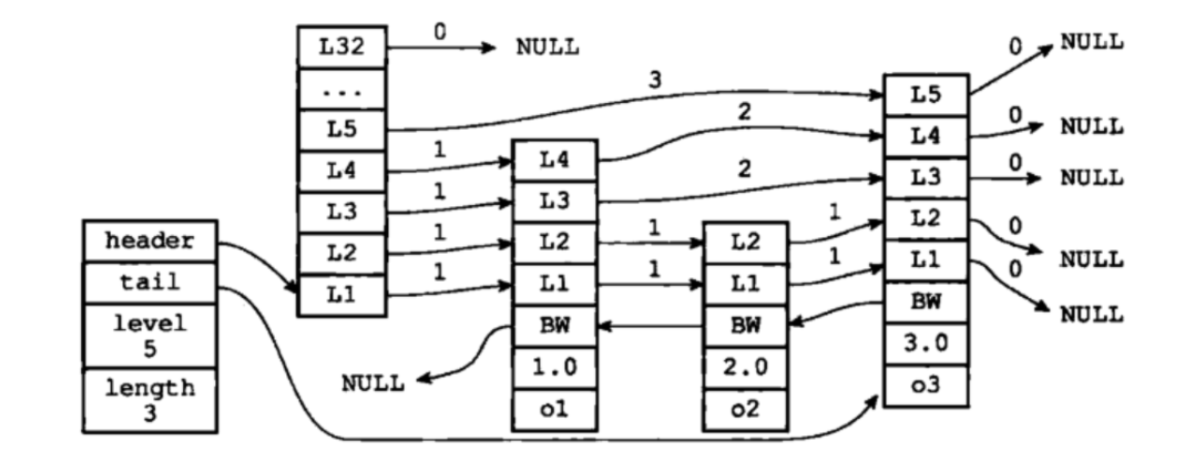 header
tail
level
5
length
3
L32
...
L5
L4
L3
L2
L1
0
NULL
3
1
1
1
1
L4
L3
L2
L1
BW
1.0
o1
NULL
2
2
1
1
L2
L1
BW
2.0
o2
1
1
L5
L4
L3
L2
L1
BW
3.0
o3
0
NULL
0
NULL
0
NULL
0
NULL
0
NULL